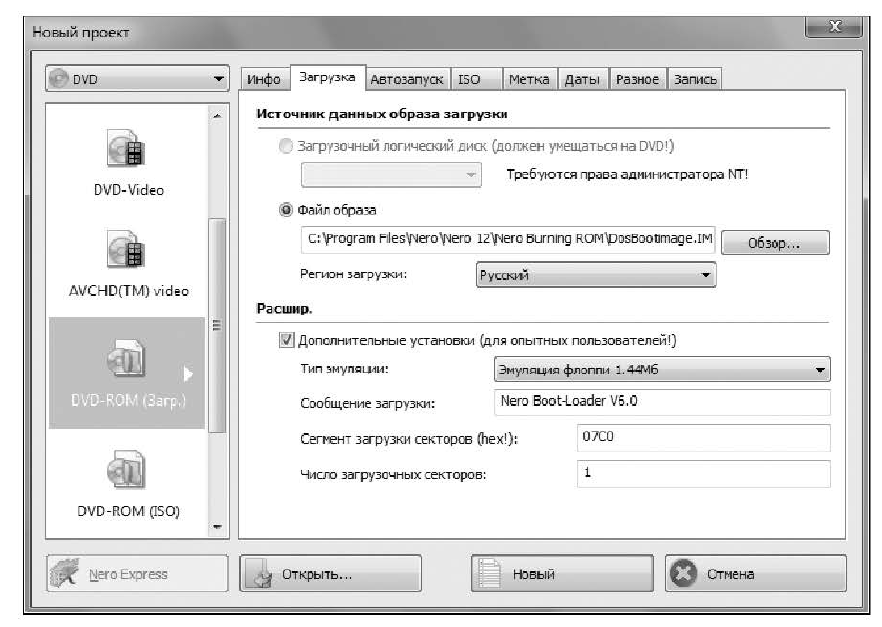 Новый проект
DVD
Инфо Загрузка Автозапуск ISO Метка Даты Разное Запись
Источник данных образа загрузки
Загрузочный логический диск (должен умещаться на DVD!)
Требуются права администратора NT!
DVD-Video
Файл образа
C:\Program Files\Nero\Nero 12\Nero Burning ROM\DosBootimage.IM
Обзор...
Регион загрузки: Русский
AVCHD(TM) video
Расшир.
Дополнительные установки (для опытных пользователей!)
Тип эмуляции: Эмуляция флоппи 1.44Мб
DVD-ROM (Загр.)
Сообщение загрузки: Nero Boot-Loader V6.0
Сегмент загрузки секторов (hex!): 07C0
Число загрузочных секторов: 1
DVD-ROM (ISO)
Nero Express
Открыть...
Новый
Отмена